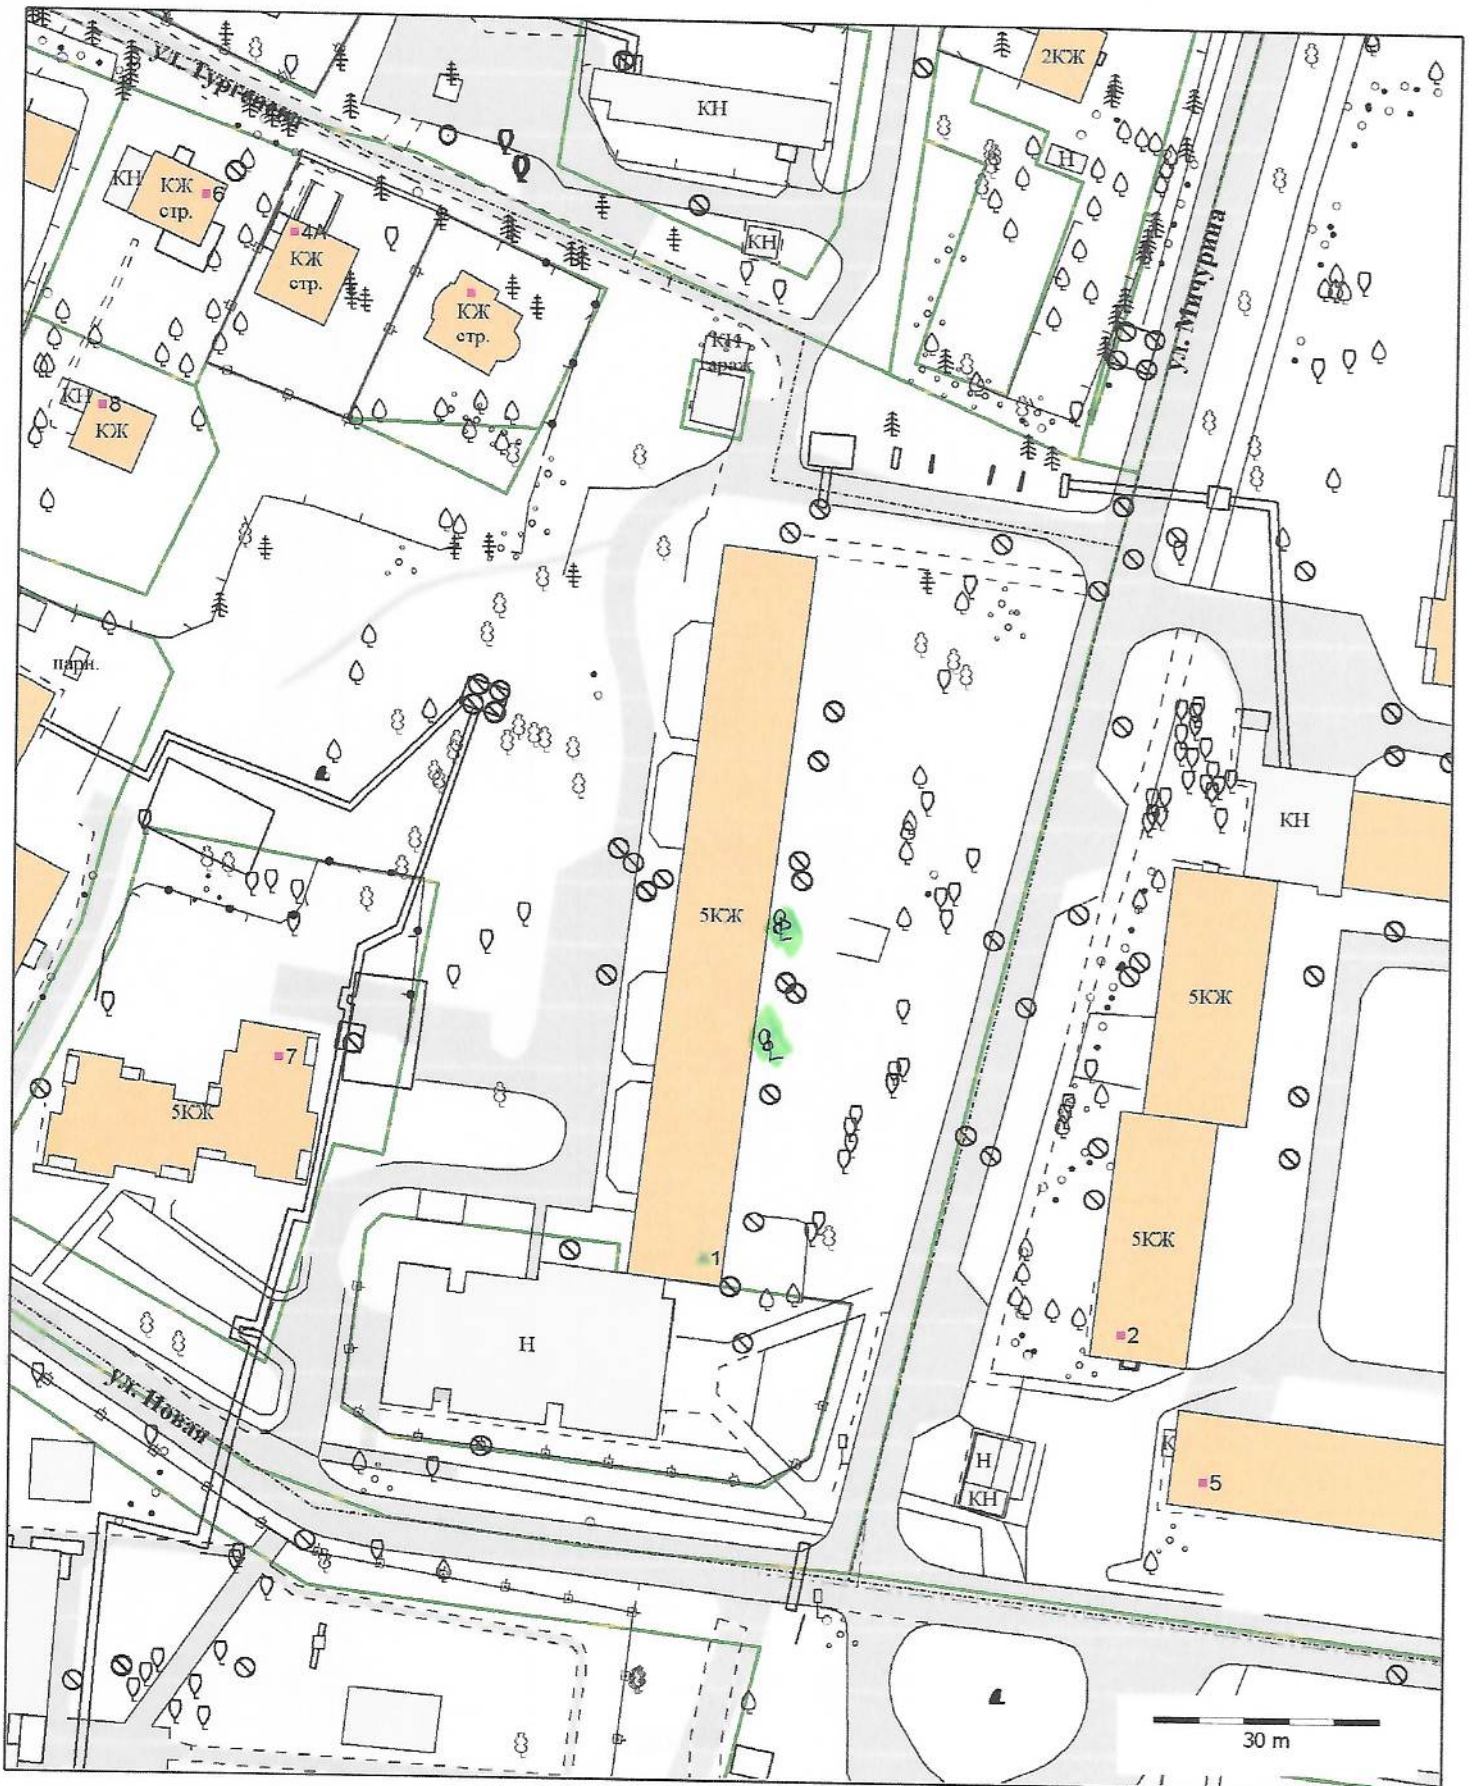 ул. Тургенева
КН
2КЖ
КН
КЖ
стр.
6
4А
КЖ
стр.
КЖ
стр.
КН
Н
ул. Мичурина
КН
гараж
КН
8
КЖ
парн.
КН
5КЖ
5КЖ
7
5КЖ
1
5КЖ
2
Н
ул. Новая
Н
КН
К
5
30 m